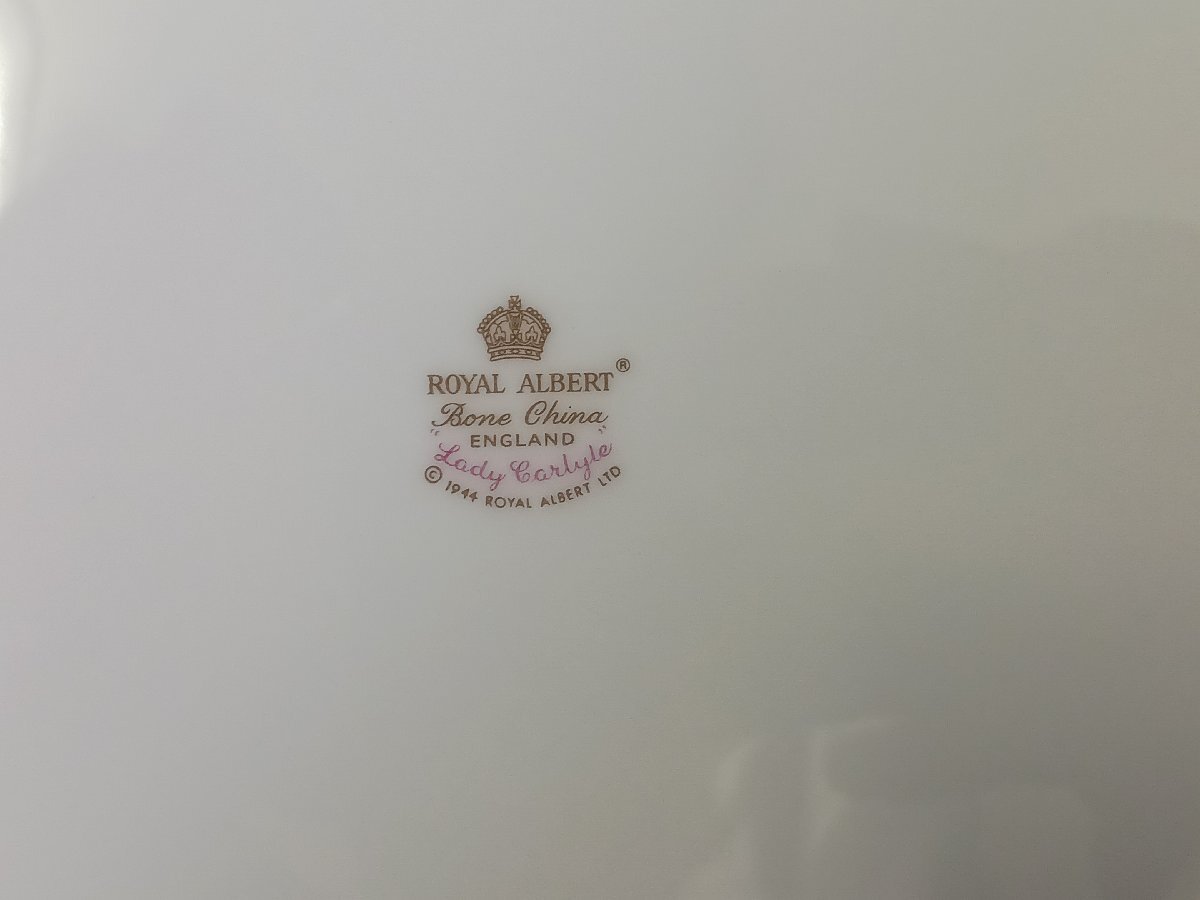 ROYAL ALBERT®
Bone China
ENGLAND
"Lady Carlyle"
© 1944 ROYAL ALBERT LTD